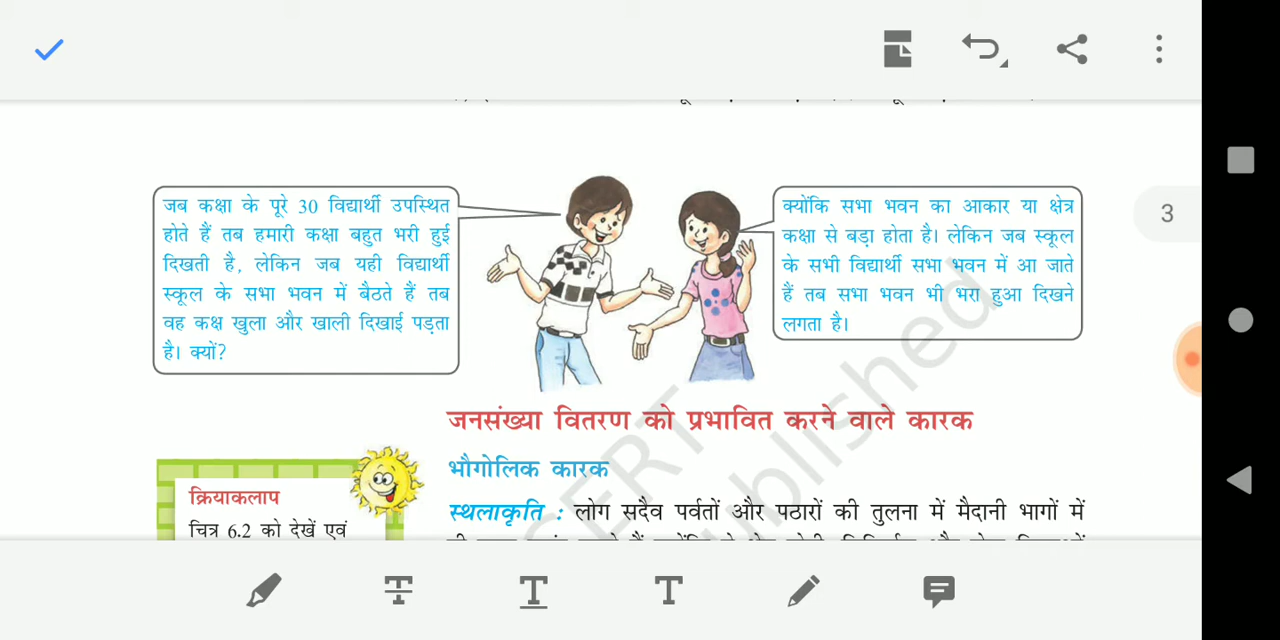 3
जब कक्षा के पूरे 30 विद्यार्थी उपस्थित
होते हैं तब हमारी कक्षा बहुत भरी हुई
दिखती है, लेकिन जब यही विद्यार्थी
स्कूल के सभा भवन में बैठते हैं तब
वह कक्ष खुला और खाली दिखाई पड़ता
है। क्यों?
क्योंकि सभा भवन का आकार या क्षेत्र
कक्षा से बड़ा होता है। लेकिन जब स्कूल
के सभी विद्यार्थी सभा भवन में आ जाते
हैं तब सभा भवन भी भरा हुआ दिखने
लगता है।
जनसंख्या वितरण को प्रभावित करने वाले कारक
भौगोलिक कारक
स्थलाकृति : लोग सदैव पर्वतों और पठारों की तुलना में मैदानी भागों में
क्रियाकलाप
चित्र 6.2 को देखें एवं